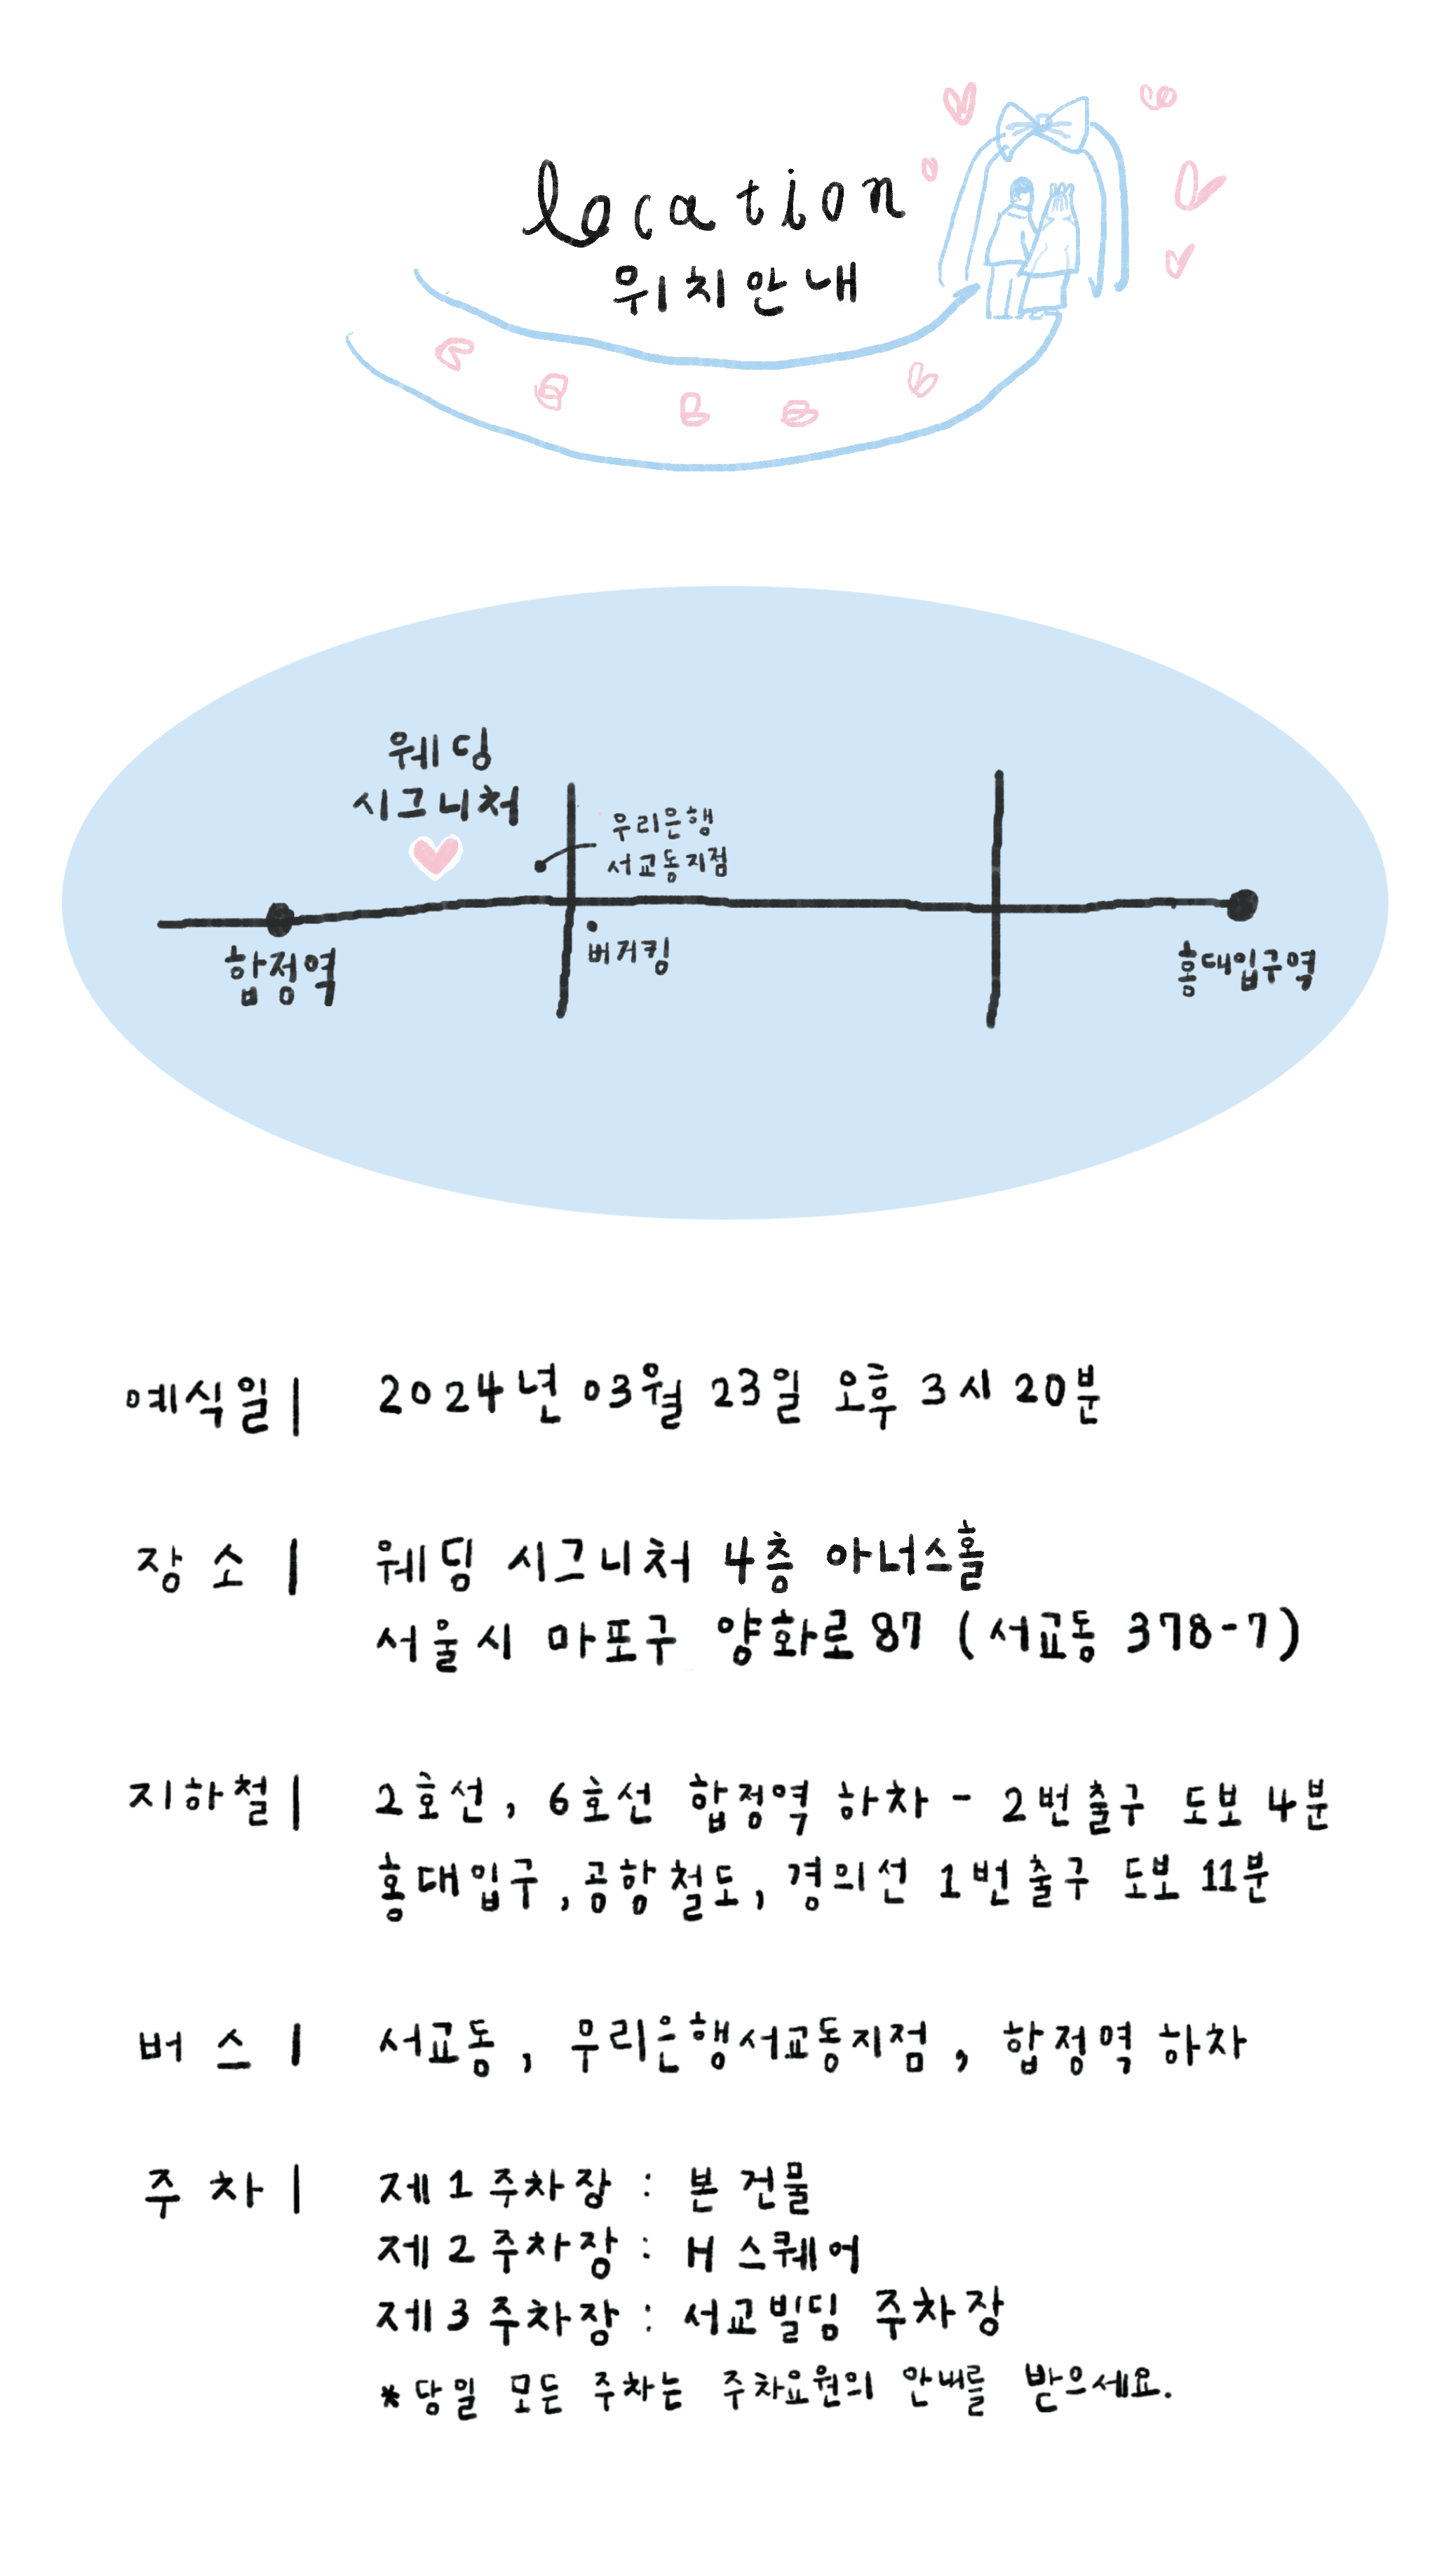 location
위치안내
웨딩
시그니처
우리은행
서교동지점
버거킹
합정역
홍대입구역
예식일 | 2024년 03월 23일 오후 3시 20분
장소 | 웨딩 시그니처 4층 아너스홀
서울시 마포구 양화로 87 (서교동 378-7)
지하철 | 2호선, 6호선 합정역 하차 - 2번출구 도보 4분
홍대입구, 공항철도, 경의선 1번출구 도보 11분
버스 | 서교동, 우리은행서교동지점, 합정역 하차
주차 | 제1주차장 : 본 건물
제2주차장 : H 스퀘어
제3주차장 : 서교빌딩 주차장
*당일 모든 주차는 주차요원의 안내를 받으세요.